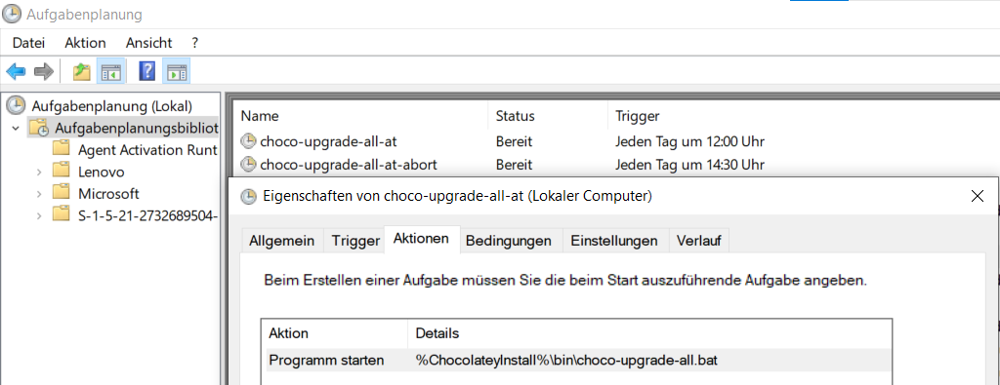 Aufgabenplanung
Datei Aktion Ansicht ?
Aufgabenplanung (Lokal)
Aufgabenplanungsbibliot
Agent Activation Runt
Lenovo
Microsoft
S-1-5-21-2732689504-
Name Status Trigger
choco-upgrade-all-at Bereit Jeden Tag um 12:00 Uhr
choco-upgrade-all-at-abort Bereit Jeden Tag um 14:30 Uhr
Eigenschaften von choco-upgrade-all-at (Lokaler Computer)
Allgemein Trigger Aktionen Bedingungen Einstellungen Verlauf
Beim Erstellen einer Aufgabe müssen Sie die beim Start auszuführende Aufgabe angeben.
Aktion Details
Programm starten %ChocolateyInstall%\bin\choco-upgrade-all.bat